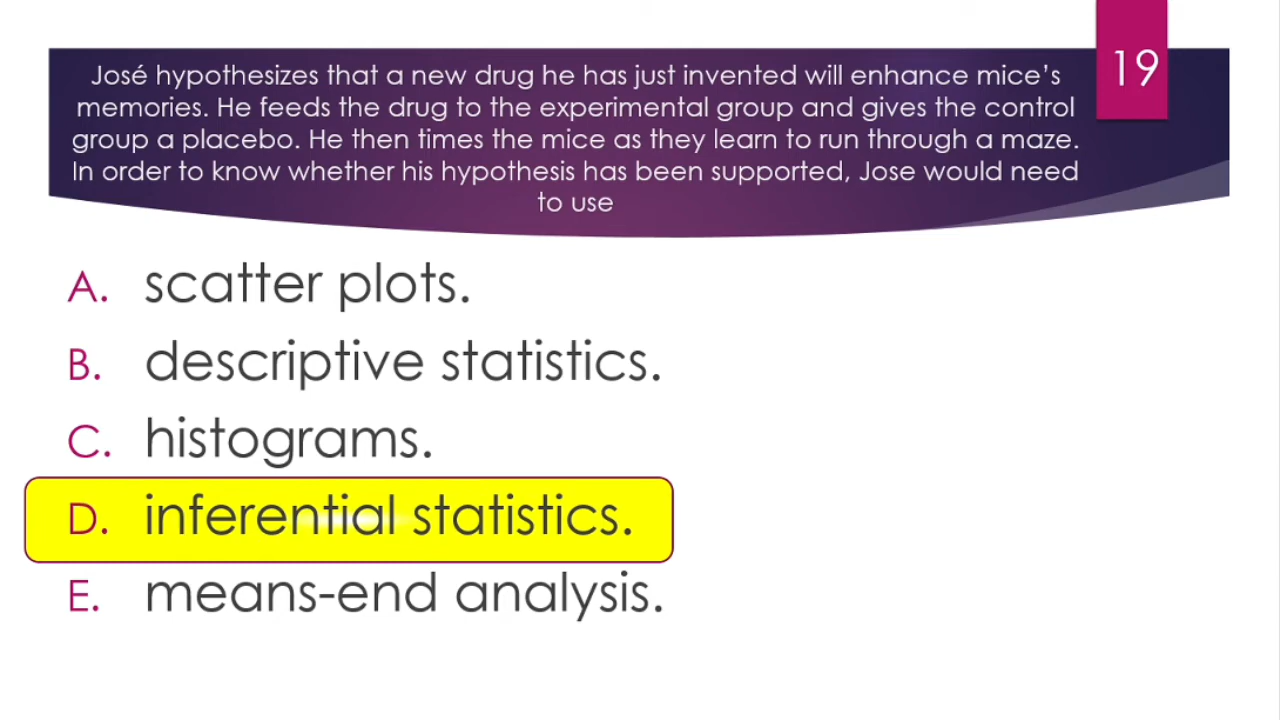 19
José hypothesizes that a new drug he has just invented will enhance mice’s
memories. He feeds the drug to the experimental group and gives the control
group a placebo. He then times the mice as they learn to run through a maze.
In order to know whether his hypothesis has been supported, Jose would need
to use
A. scatter plots.
B. descriptive statistics.
C. histograms.
D. inferential statistics.
E. means-end analysis.